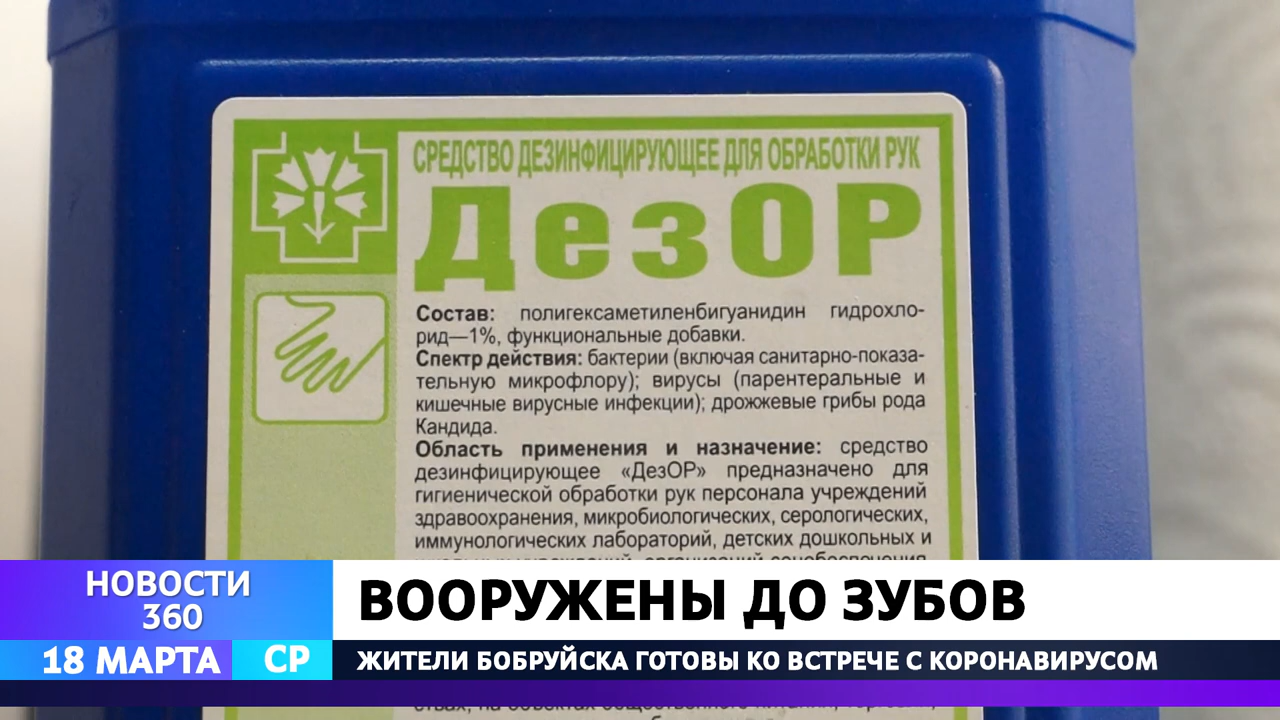 СРЕДСТВО ДЕЗИНФИЦИРУЮЩЕЕ ДЛЯ ОБРАБОТКИ РУК
ДезОР
Состав: полигексаметиленбигуанидин гидрохло-
рид—1%, функциональные добавки.
Спектр действия: бактерии (включая санитарно-показа-
тельную микрофлору); вирусы (парентеральные и
кишечные вирусные инфекции); дрожжевые грибы рода
Кандида.
Область применения и назначение: средство
дезинфицирующее «ДезОР» предназначено для
гигиенической обработки рук персонала учреждений
здравоохранения, микробиологических, серологических,
иммунологических лабораторий, детских дошкольных и
НОВОСТИ
360
ВООРУЖЕНЫ ДО ЗУБОВ
18 МАРТА СР
ЖИТЕЛИ БОБРУЙСКА ГОТОВЫ КО ВСТРЕЧЕ С КОРОНАВИРУСОМ